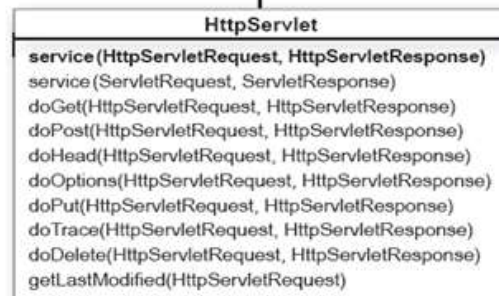 HttpServlet
service(HttpServletRequest, HttpServletResponse)
service(ServletRequest, ServletResponse)
doGet(HttpServletRequest, HttpServletResponse)
doPost(HttpServletRequest, HttpServletResponse)
doHead(HttpServletRequest, HttpServletResponse)
doOptions(HttpServletRequest, HttpServletResponse)
doPut(HttpServletRequest, HttpServletResponse)
doTrace(HttpServletRequest, HttpServletResponse)
doDelete(HttpServletRequest, HttpServletResponse)
getLastModified(HttpServletRequest)